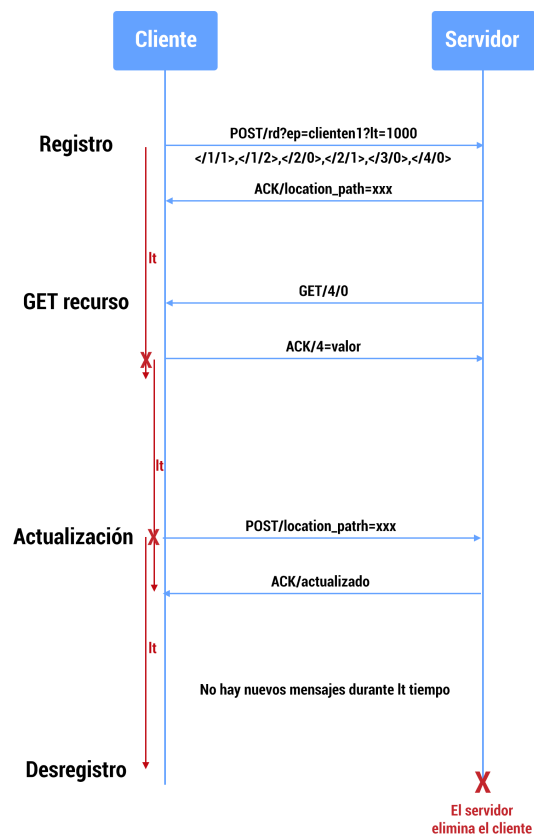 Cliente
Servidor
Registro
POST/rd?ep=clienten1?lt=1000
</1/1>,</1/2>,</2/0>,</2/1>,</3/0>,</4/0>
ACK/location_path=xxx
lt
GET recurso
GET/4/0
ACK/4=valor
X
lt
Actualización
X
POST/location_patrh=xxx
ACK/actualizado
lt
No hay nuevos mensajes durante lt tiempo
Desregistro
X
El servidor
elimina el cliente